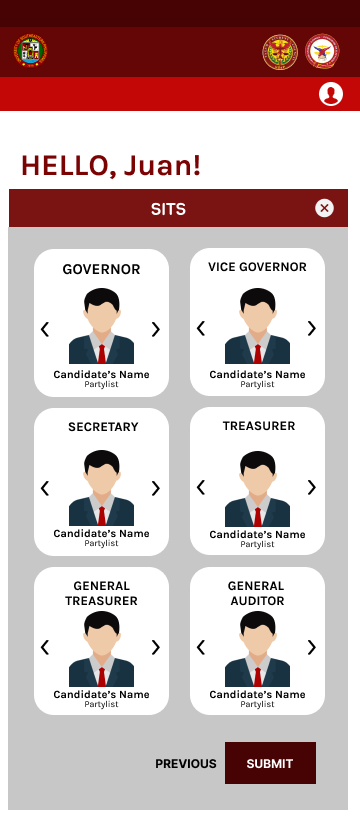 HELLO, Juan!
SITS
GOVERNOR
Candidate's Name
Partylist
VICE GOVERNOR
Candidate's Name
Partylist
SECRETARY
Candidate's Name
Partylist
TREASURER
Candidate's Name
Partylist
GENERAL
TREASURER
Candidate's Name
Partylist
GENERAL
AUDITOR
Candidate's Name
Partylist
PREVIOUS
SUBMIT